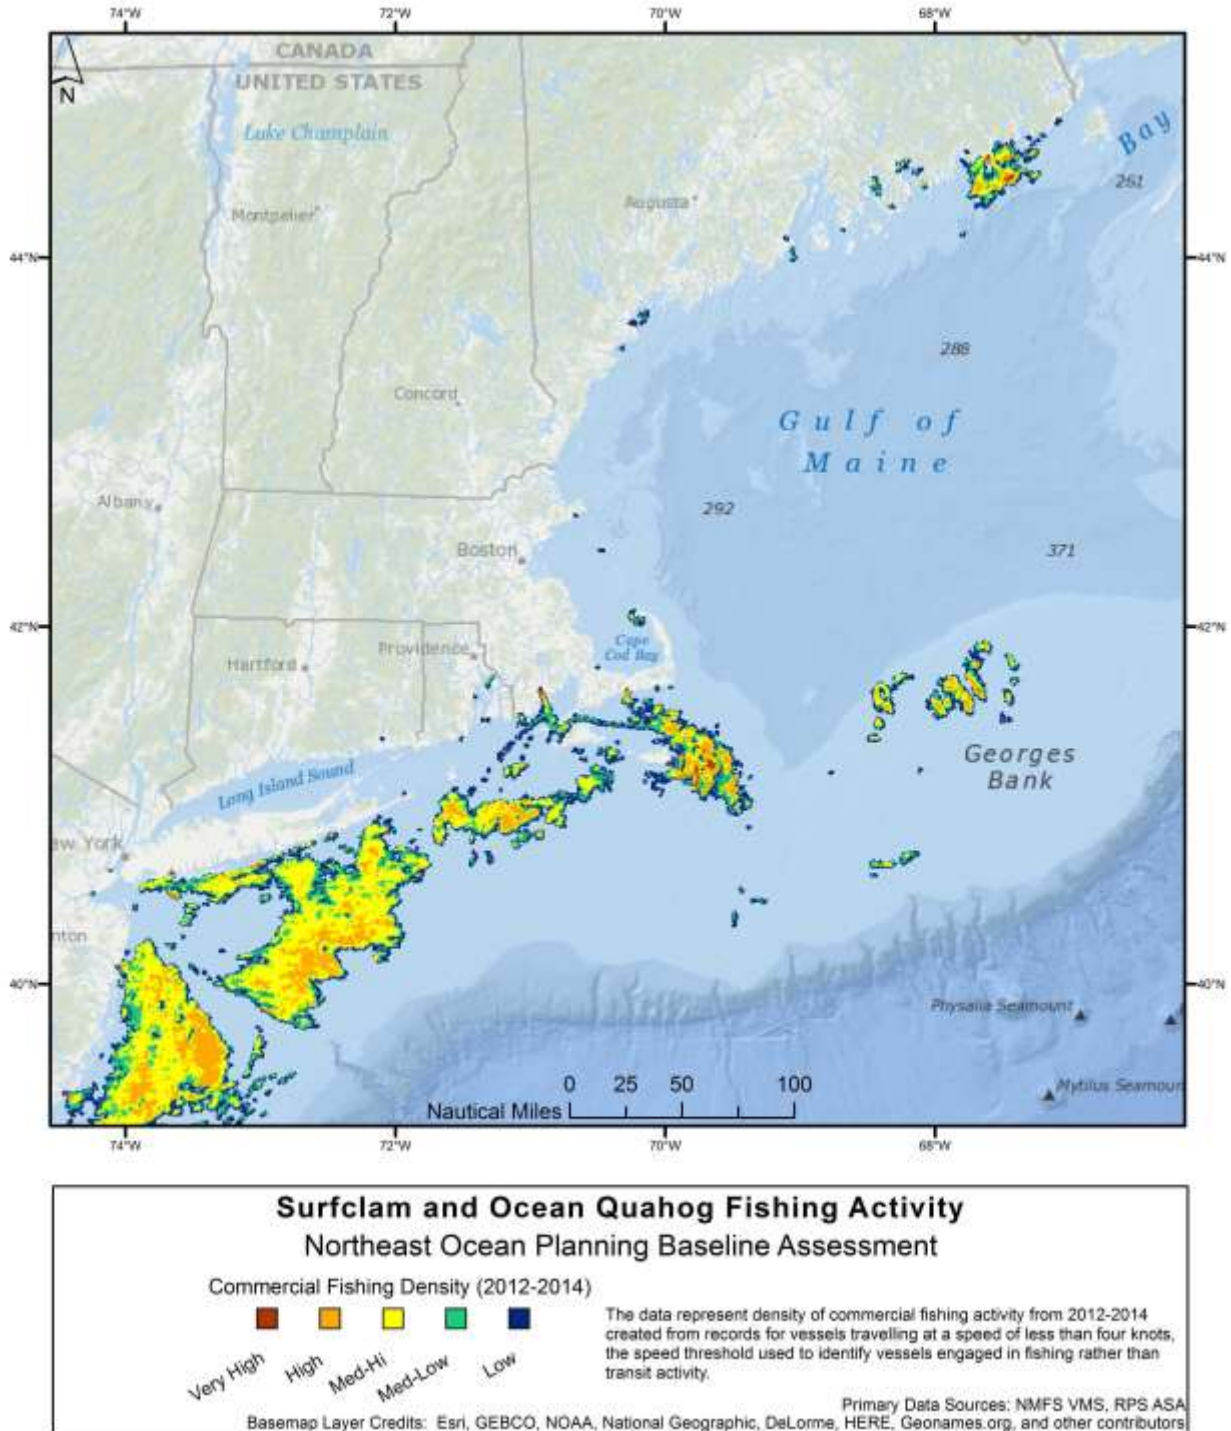 74°W 72°W 70°W 68°W
CANADA
UNITED STATES
N
Lake Champlain
Bay
261
Montpelier
Augusta
44°N 44°N
288
Concord
Gulf of
Maine
Albany
292
Boston
371
42°N 42°N
Cape
Cod Bay
Providence
Hartford
Georges
Bank
Long Island Sound
ew York
nton
40°N 40°N
Physalia Seamount
0 25 50 100
Nautical Miles
Mytilus Seamoun
74°W 72°W 70°W 68°W
Surfclam and Ocean Quahog Fishing Activity
Northeast Ocean Planning Baseline Assessment
Commercial Fishing Density (2012-2014)
Very High High Med-Hi Med-Low Low
The data represent density of commercial fishing activity from 2012-2014
created from records for vessels travelling at a speed of less than four knots,
the speed threshold used to identify vessels engaged in fishing rather than
transit activity.
Primary Data Sources: NMFS VMS, RPS ASA
Basemap Layer Credits: Esri, GEBCO, NOAA, National Geographic, DeLorme, HERE, Geonames.org, and other contributors